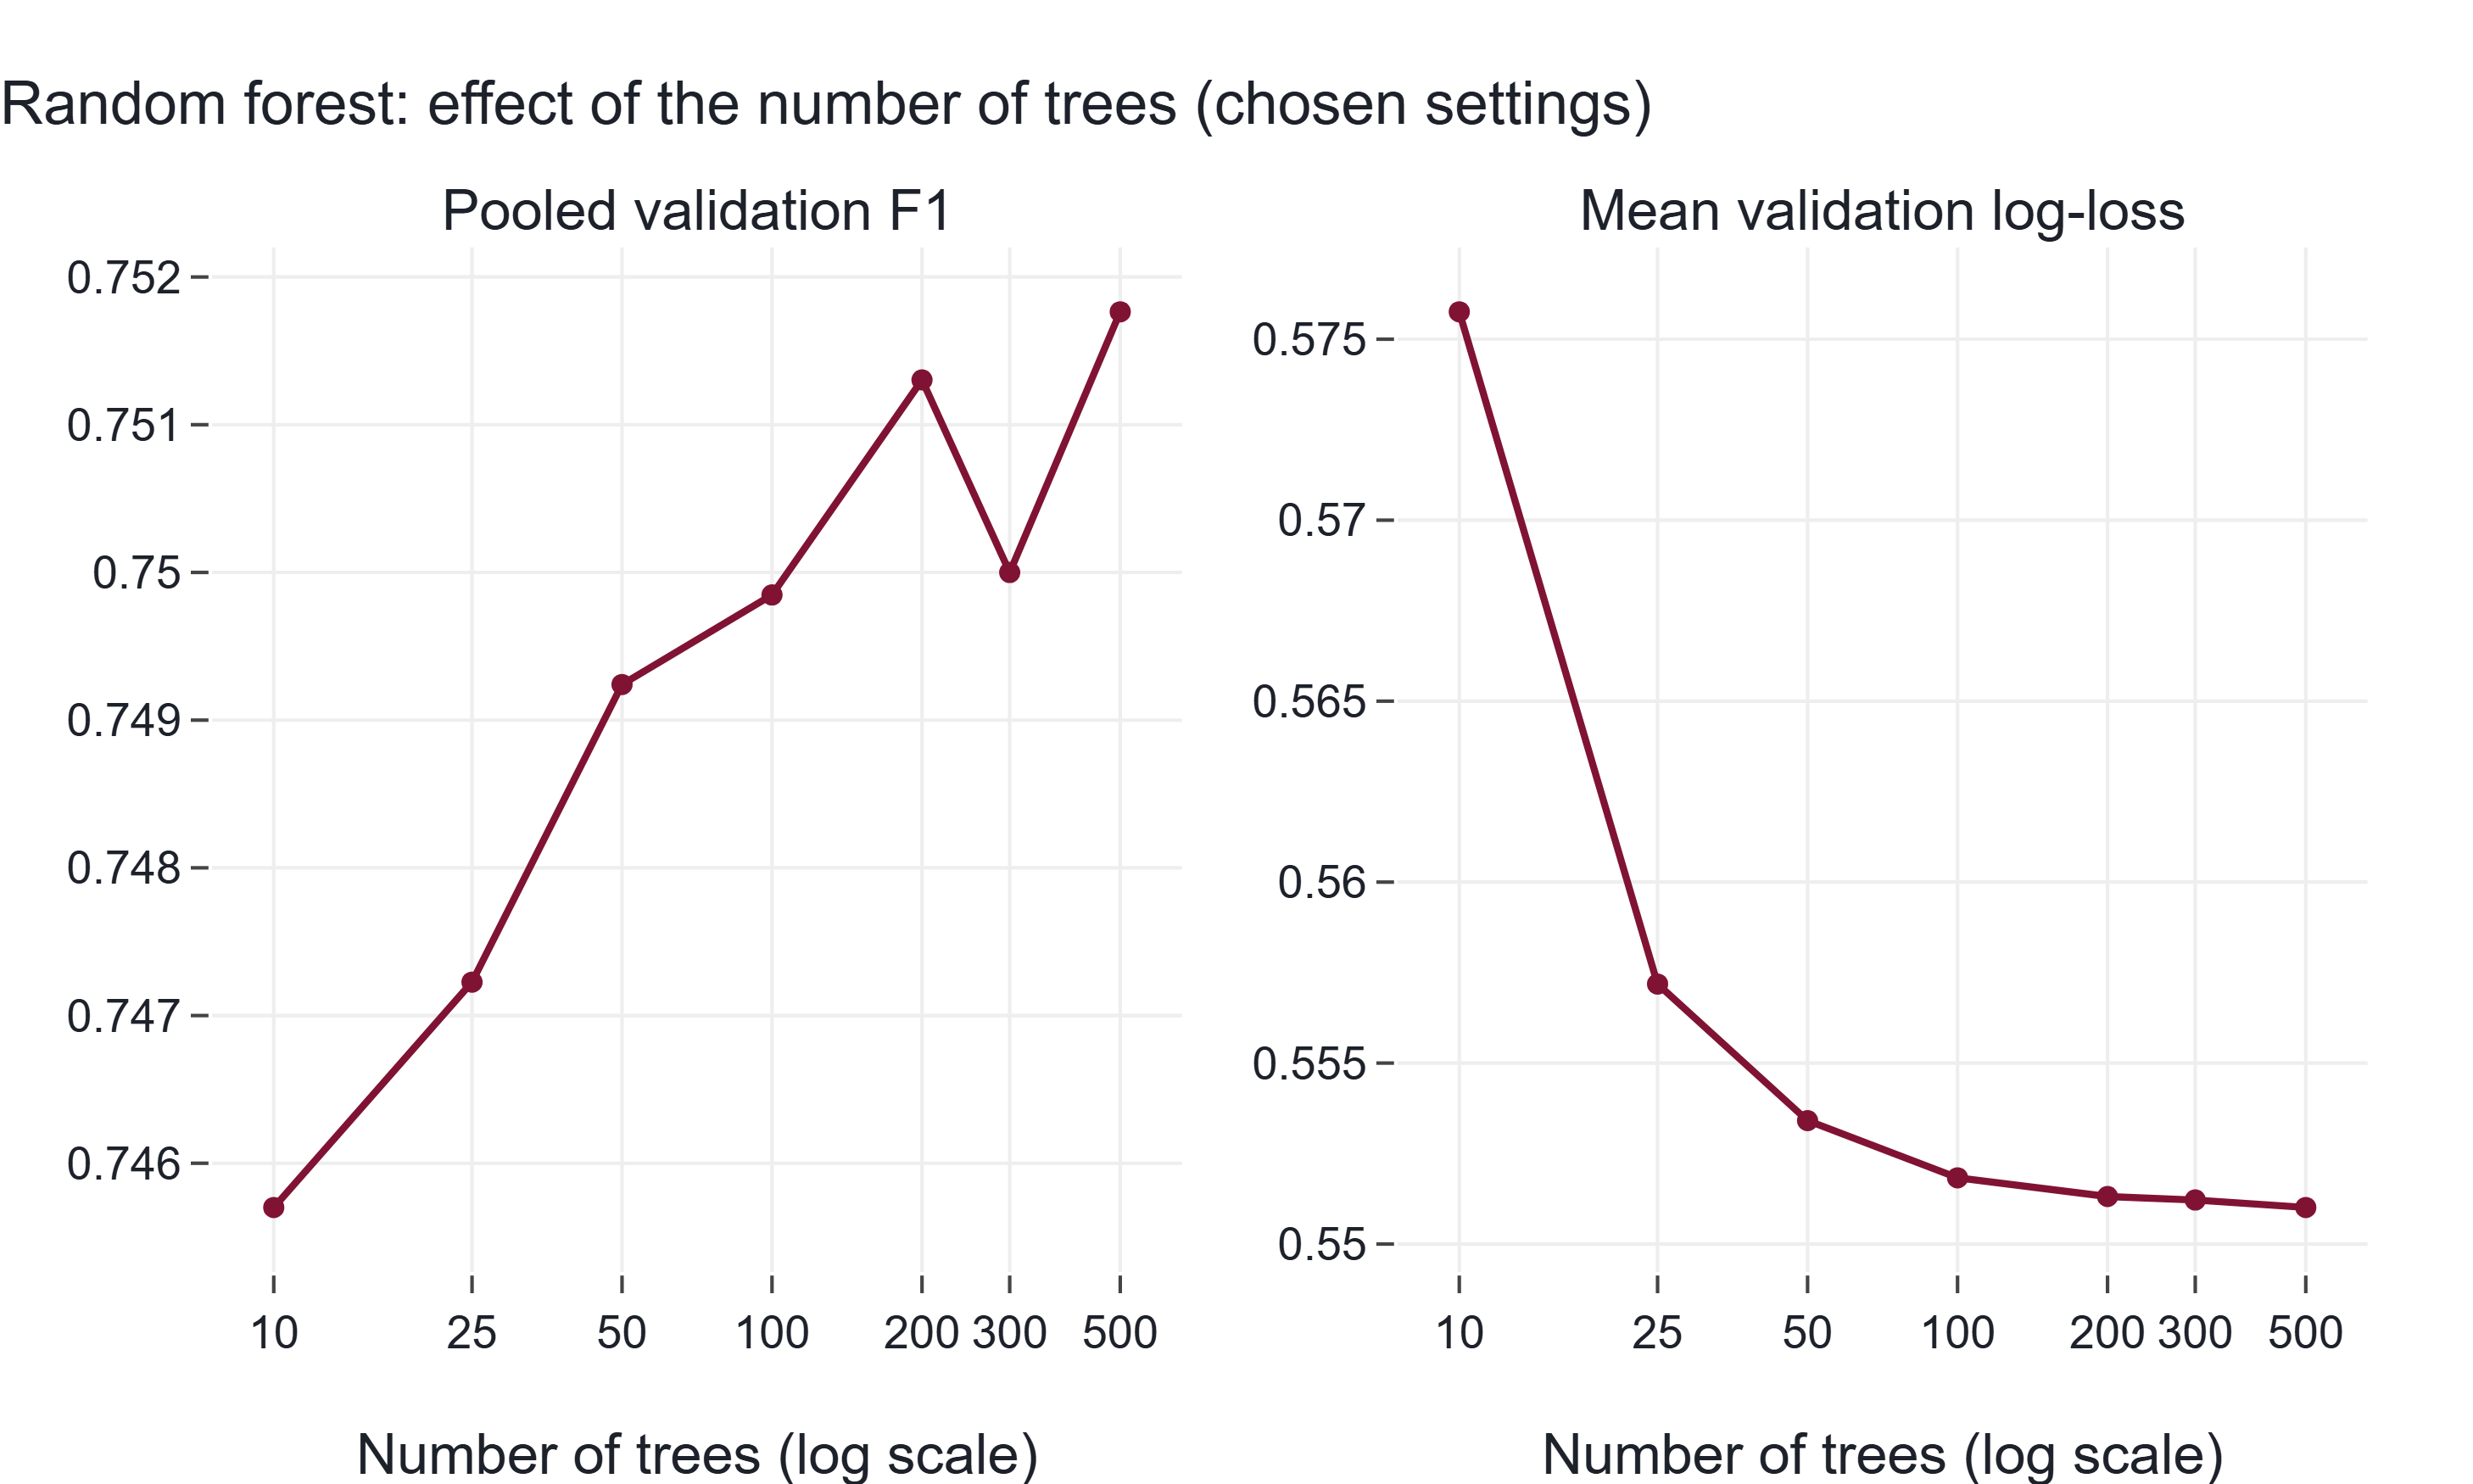 Random forest: effect of the number of trees (chosen settings)
Pooled validation F1
0.752
0.751
0.75
0.749
0.748
0.747
0.746
10 25 50 100 200 300 500
Number of trees (log scale)
Mean validation log-loss
0.575
0.57
0.565
0.56
0.555
0.55
10 25 50 100 200 300 500
Number of trees (log scale)